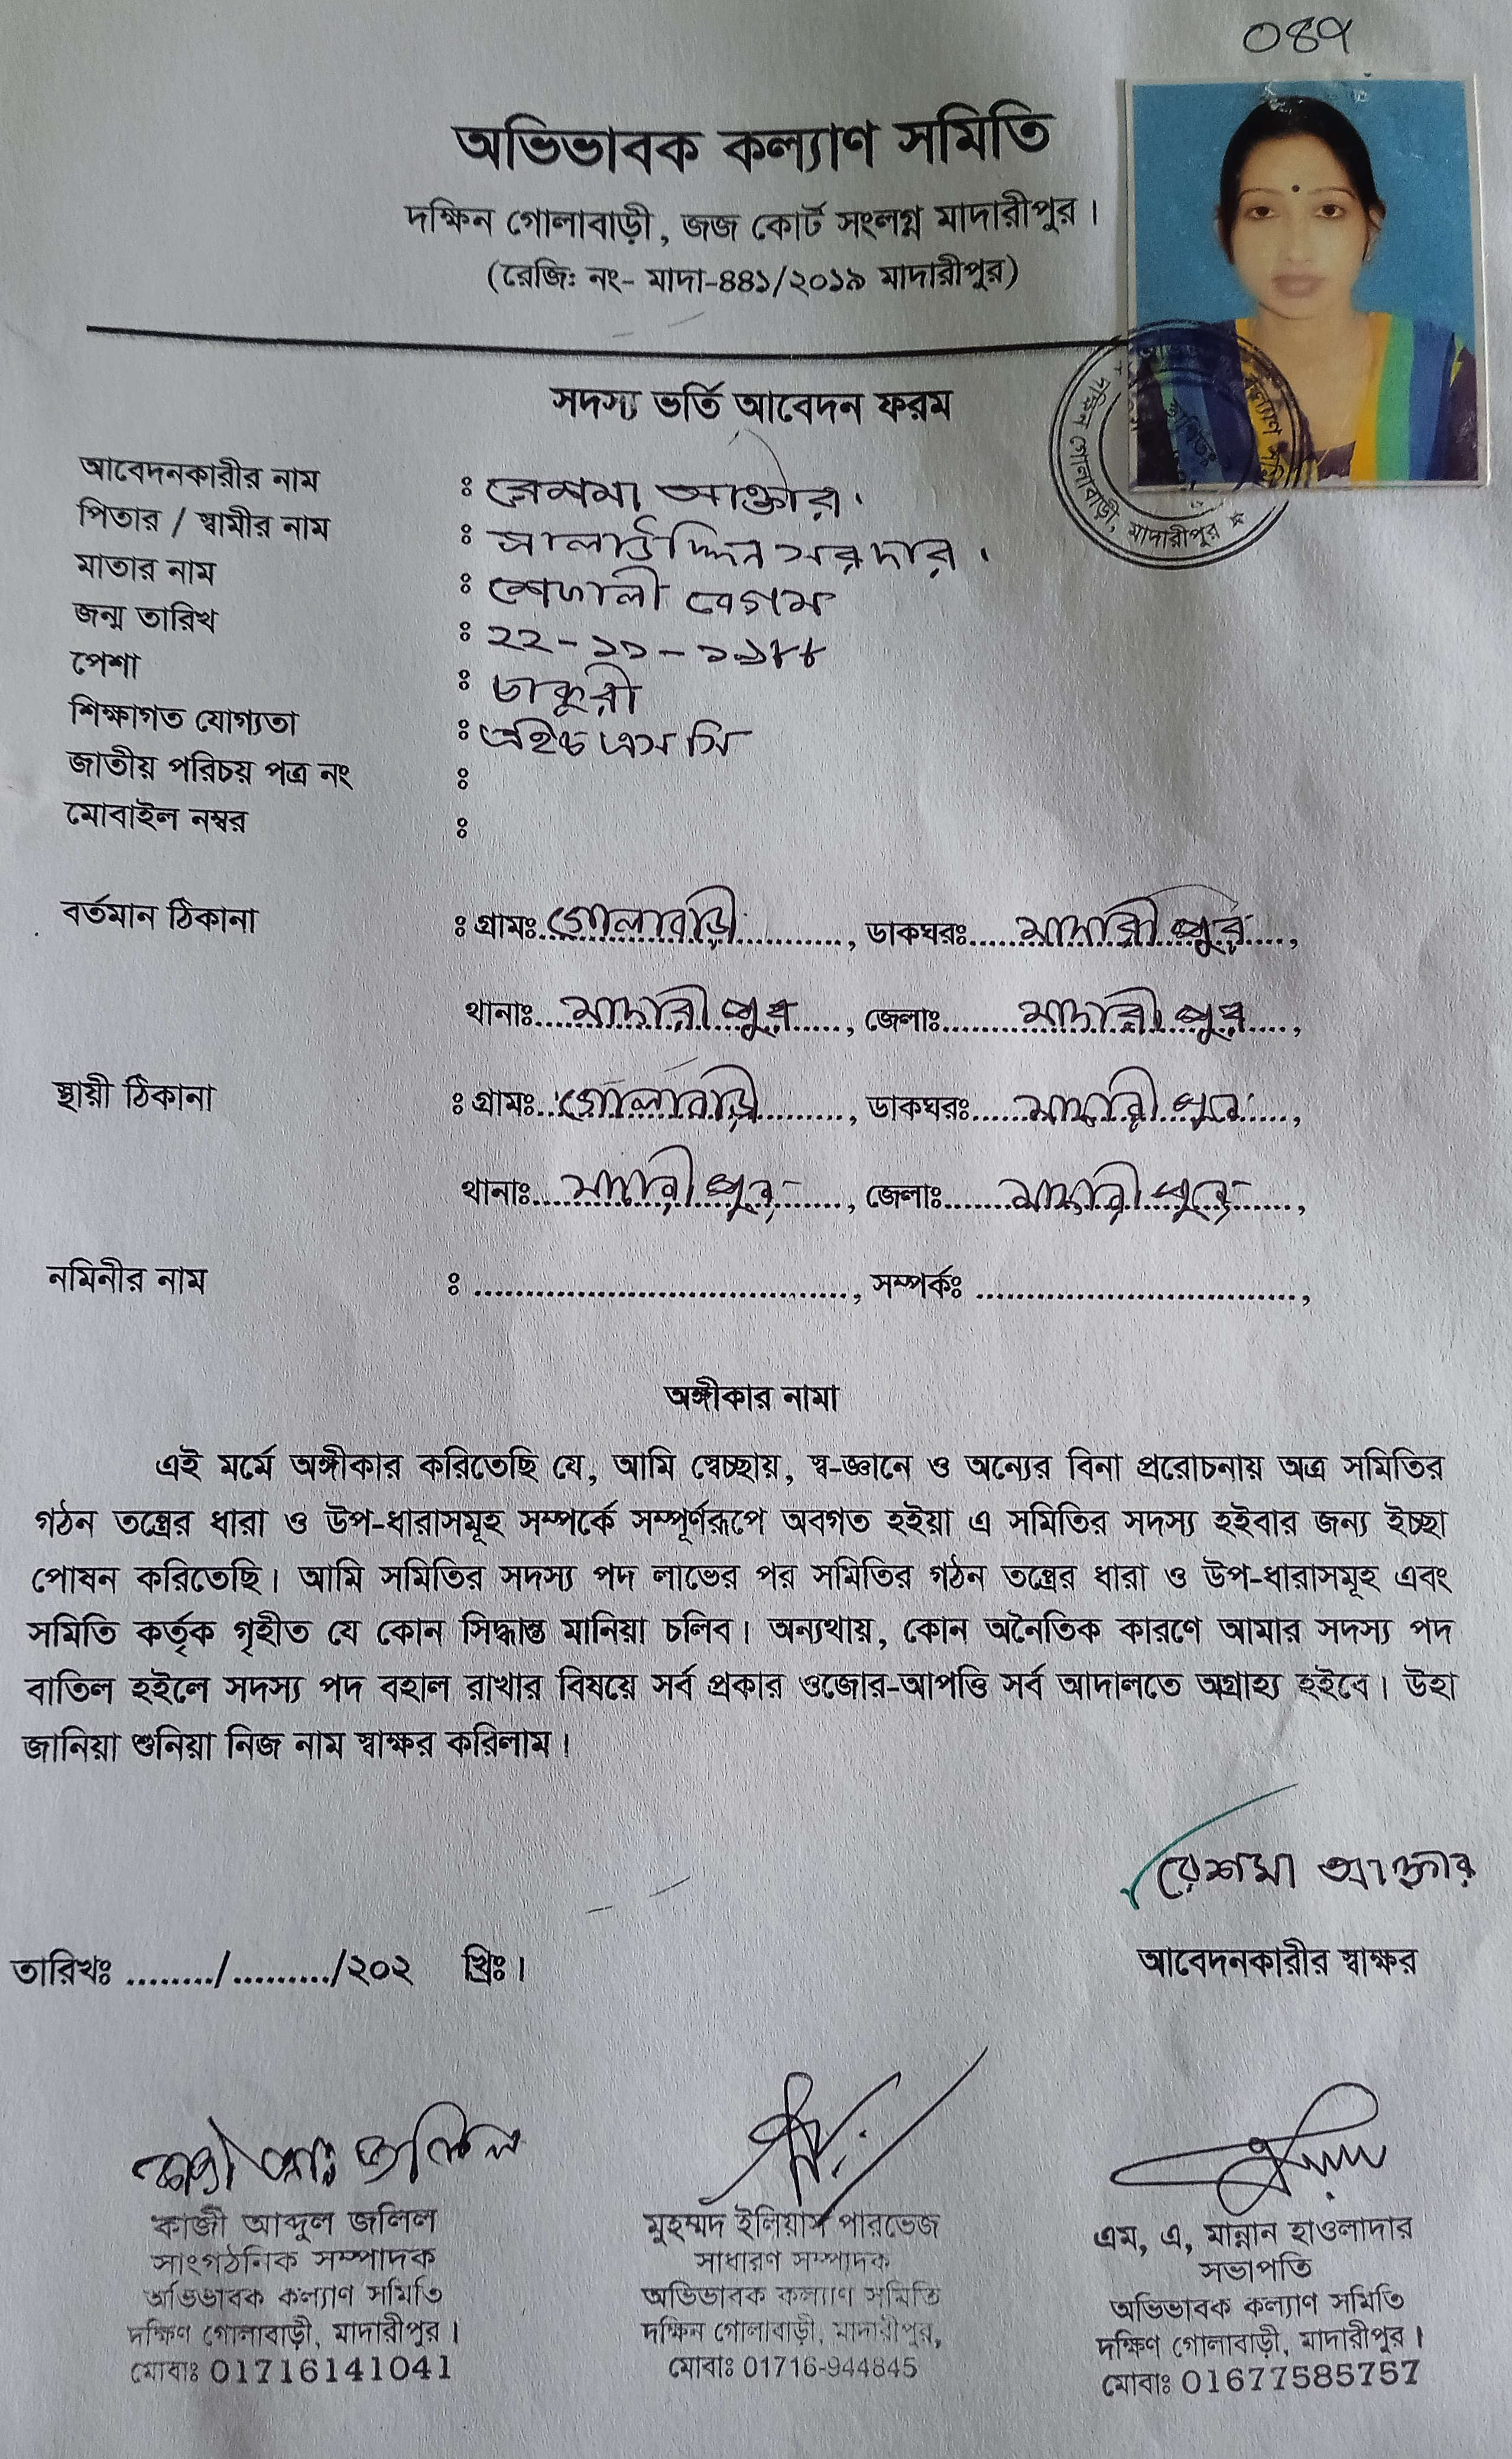 ০৪৭
অভিভাবক কল্যাণ সমিতি
দক্ষিন গোলাবাড়ী, জজ কোর্ট সংলগ্ন মাদারীপুর।
(রেজিঃ নং- মাদা-৪৪১/২০১৯ মাদারীপুর)
সদস্য ভর্তি আবেদন ফরম
আবেদনকারীর নাম : রেশমা আক্তার।
পিতার / স্বামীর নাম : সালাউদ্দিন সরদার।
মাতার নাম : শেফালী বেগম
জন্ম তারিখ : ২২-১১-১৯৮৮
পেশা : চাকুরী
শিক্ষাগত যোগ্যতা : এইচ এস সি
জাতীয় পরিচয় পত্র নং :
মোবাইল নম্বর :
বর্তমান ঠিকানা : গ্রামঃ গোলাবাড়ী, ডাকঘরঃ মাদারীপুর,
থানাঃ মাদারীপুর, জেলাঃ মাদারীপুর,
স্থায়ী ঠিকানা : গ্রামঃ গোলাবাড়ী, ডাকঘরঃ মাদারীপুর,
থানাঃ মাদারীপুর, জেলাঃ মাদারীপুর,
নমিনীর নাম : ........................................, সম্পর্কঃ ..................................,
অঙ্গীকার নামা
এই মর্মে অঙ্গীকার করিতেছি যে, আমি স্বেচ্ছায়, স্ব-জ্ঞানে ও অন্যের বিনা প্ররোচনায় অত্র সমিতির
গঠন তন্ত্রের ধারা ও উপ-ধারাসমূহ সম্পর্কে সম্পূর্ণরূপে অবগত হইয়া এ সমিতির সদস্য হইবার জন্য ইচ্ছা
পোষন করিতেছি। আমি সমিতির সদস্য পদ লাভের পর সমিতির গঠন তন্ত্রের ধারা ও উপ-ধারাসমূহ এবং
সমিতি কর্তৃক গৃহীত যে কোন সিদ্ধান্ত মানিয়া চলিব। অন্যথায়, কোন অনৈতিক কারণে আমার সদস্য পদ
বাতিল হইলে সদস্য পদ বহাল রাখার বিষয়ে সর্ব প্রকার ওজোর-আপত্তি সর্ব আদালতে অগ্রাহ্য হইবে। উহা
জানিয়া শুনিয়া নিজ নাম স্বাক্ষর করিলাম।
রেশমা আক্তার
তারিখঃ ......../........./২০২ খ্রিঃ।
আবেদনকারীর স্বাক্ষর
কাজী আঃ জলিল
কাজী আব্দুল জলিল
সাংগঠনিক সম্পাদক
অভিভাবক কল্যাণ সমিতি
দক্ষিণ গোলাবাড়ী, মাদারীপুর।
মোবাঃ 01716141041
মুহম্মদ ইলিয়াস পারভেজ
সাধারণ সম্পাদক
অভিভাবক কল্যাণ সমিতি
দক্ষিন গোলাবাড়ী, মাদারীপুর,
মোবাঃ 01716-944845
এম, এ, মান্নান হাওলাদার
সভাপতি
অভিভাবক কল্যাণ সমিতি
দক্ষিণ গোলাবাড়ী, মাদারীপুর।
মোবাঃ 01677585757